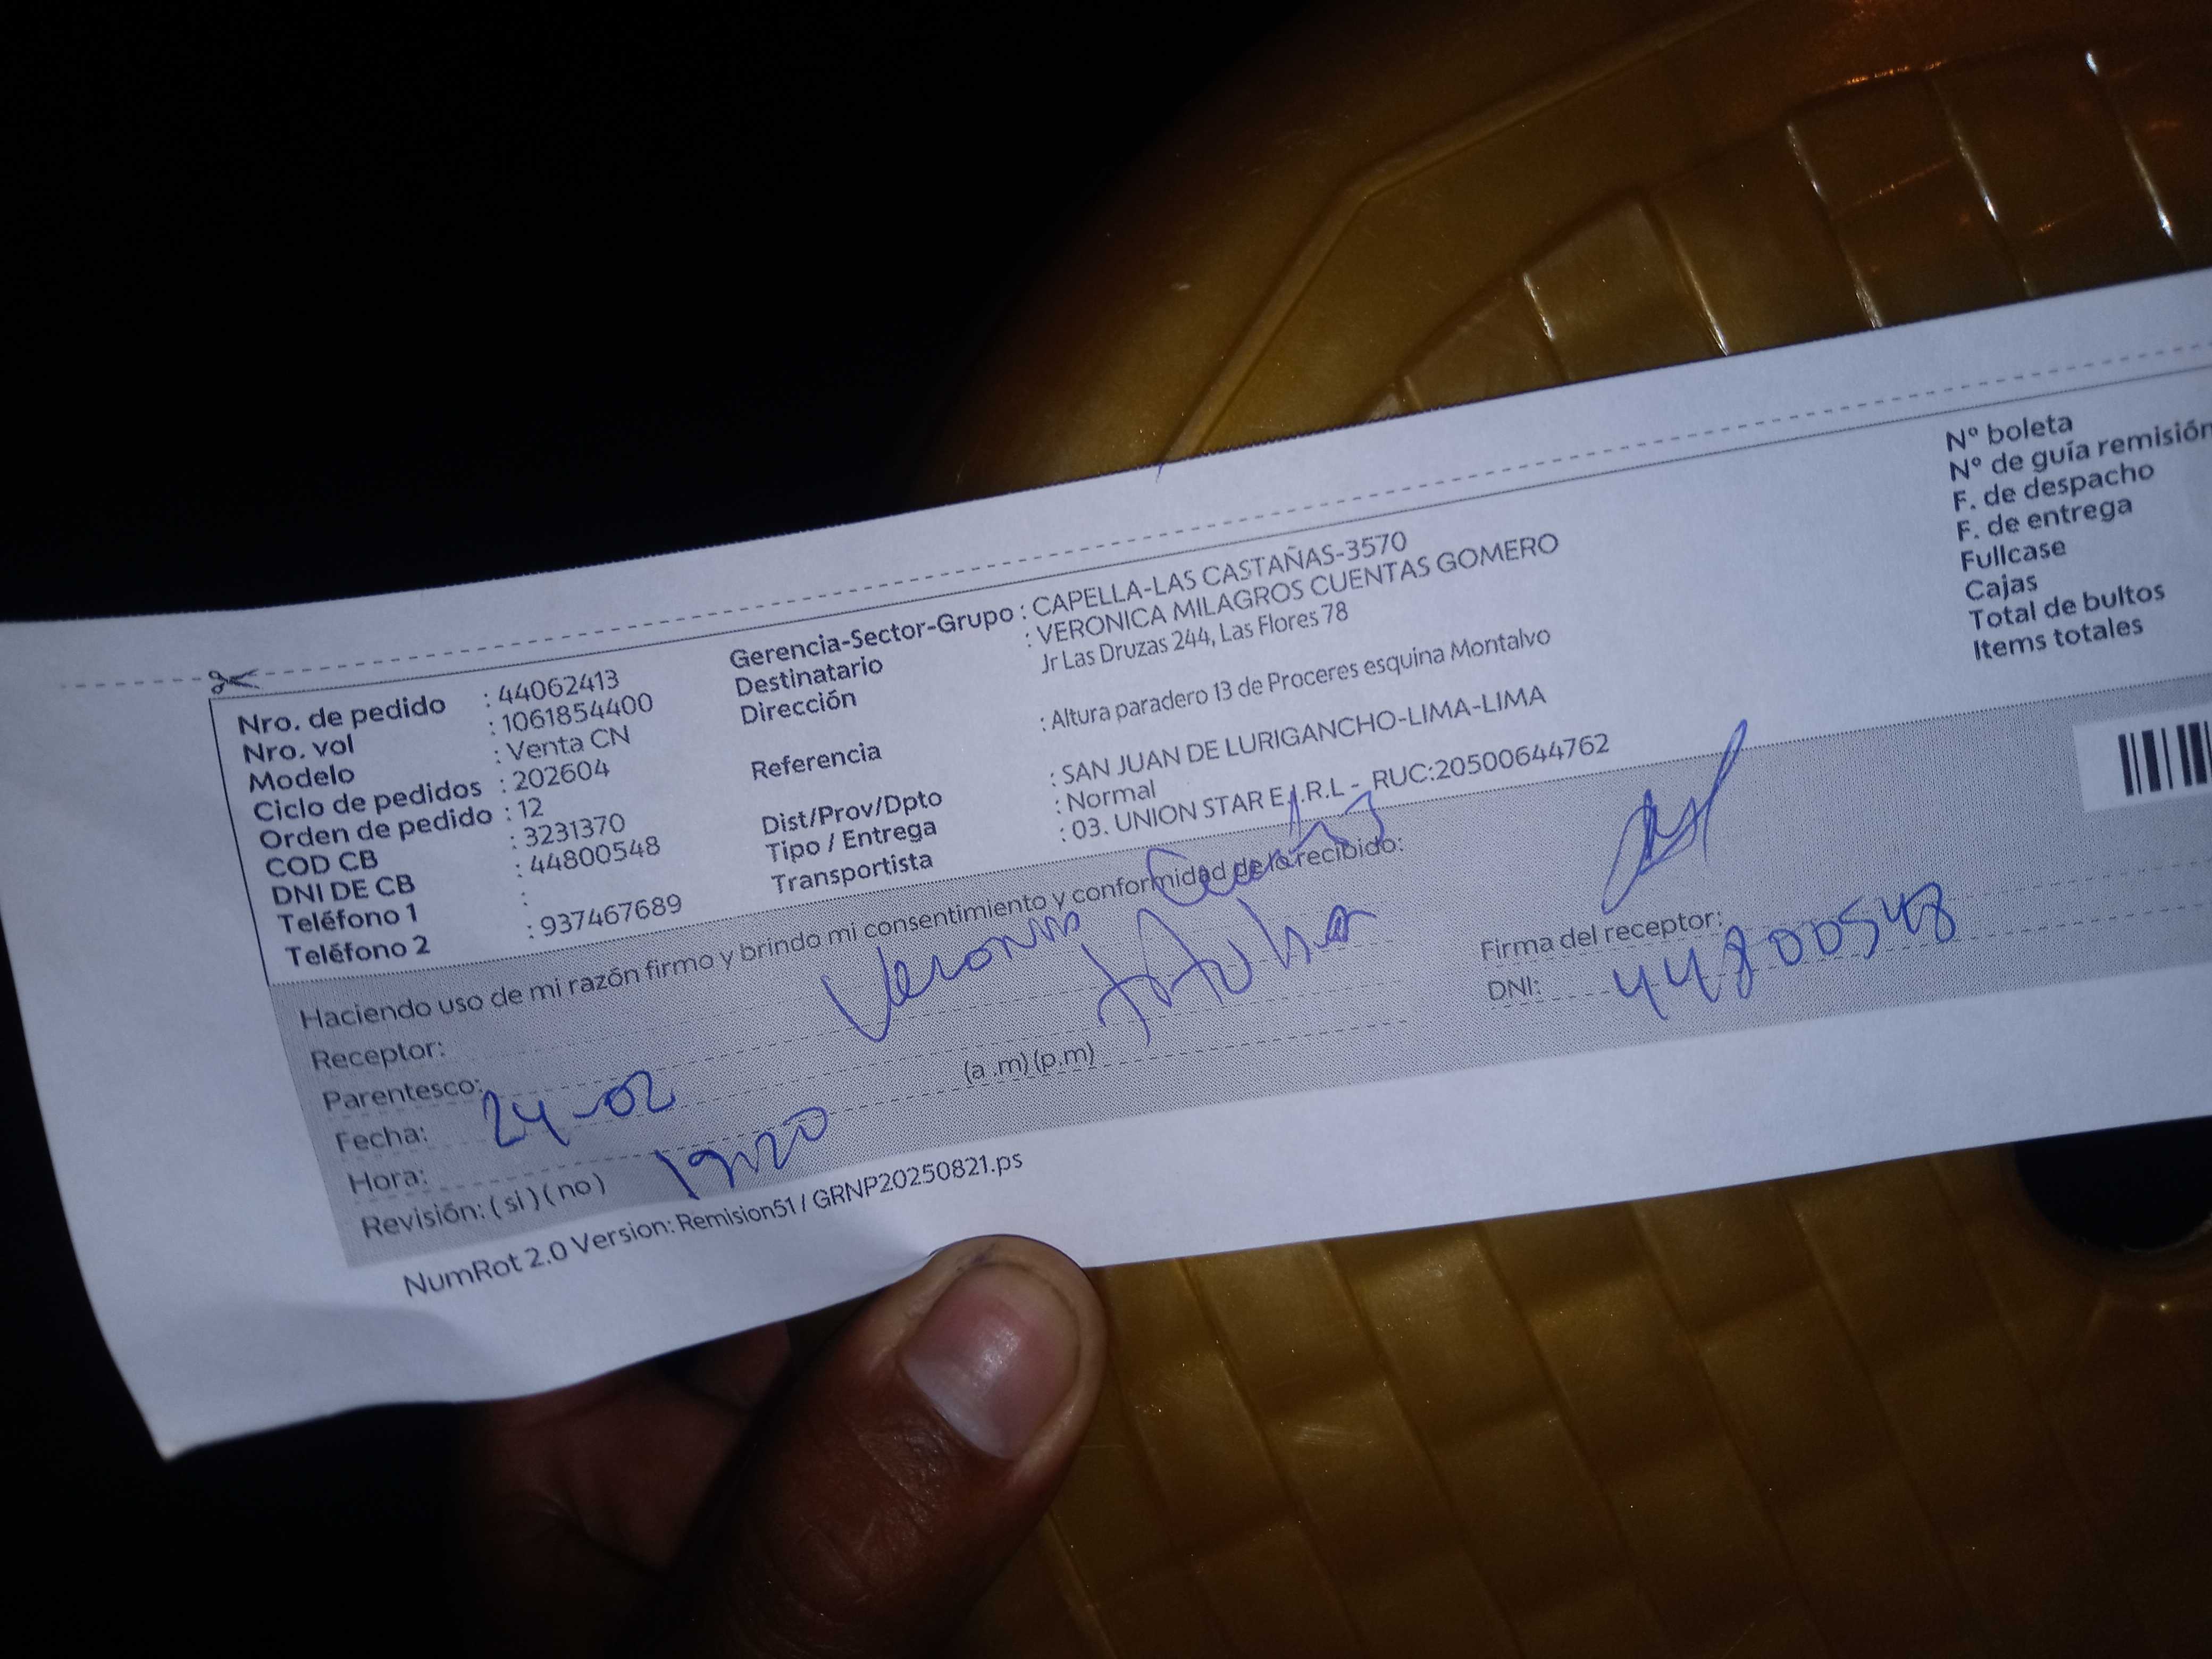 Nro. de pedido : 44062413
Nro. vol : 1061854400
Modelo : Venta CN
Ciclo de pedidos : 202604
Orden de pedido : 12
COD CB : 3231370
DNI DE CB : 44800548
Teléfono 1 :
Teléfono 2 : 937467689
Gerencia-Sector-Grupo : CAPELLA-LAS CASTAÑAS-3570
Destinatario : VERONICA MILAGROS CUENTAS GOMERO
Dirección Jr Las Druzas 244, Las Flores 78
Referencia : Altura paradero 13 de Proceres esquina Montalvo
Dist/Prov/Dpto : SAN JUAN DE LURIGANCHO-LIMA-LIMA
Tipo / Entrega : Normal
Transportista : 03. UNION STAR E.I.R.L - RUC:20500644762
Nº boleta
Nº de guía remisión
F. de despacho
F. de entrega
Fullcase
Cajas
Total de bultos
Items totales
Haciendo uso de mi razón firmo y brindo mi consentimiento y conformidad de lo recibido:
Receptor:
Parentesco:
Fecha: 24-02
Hora: (a .m) (p.m)
Revisión: ( si ) ( no )
Firma del receptor:
DNI: 44800548
NumRot 2.0 Version: Remision51 / GRNP20250821.ps